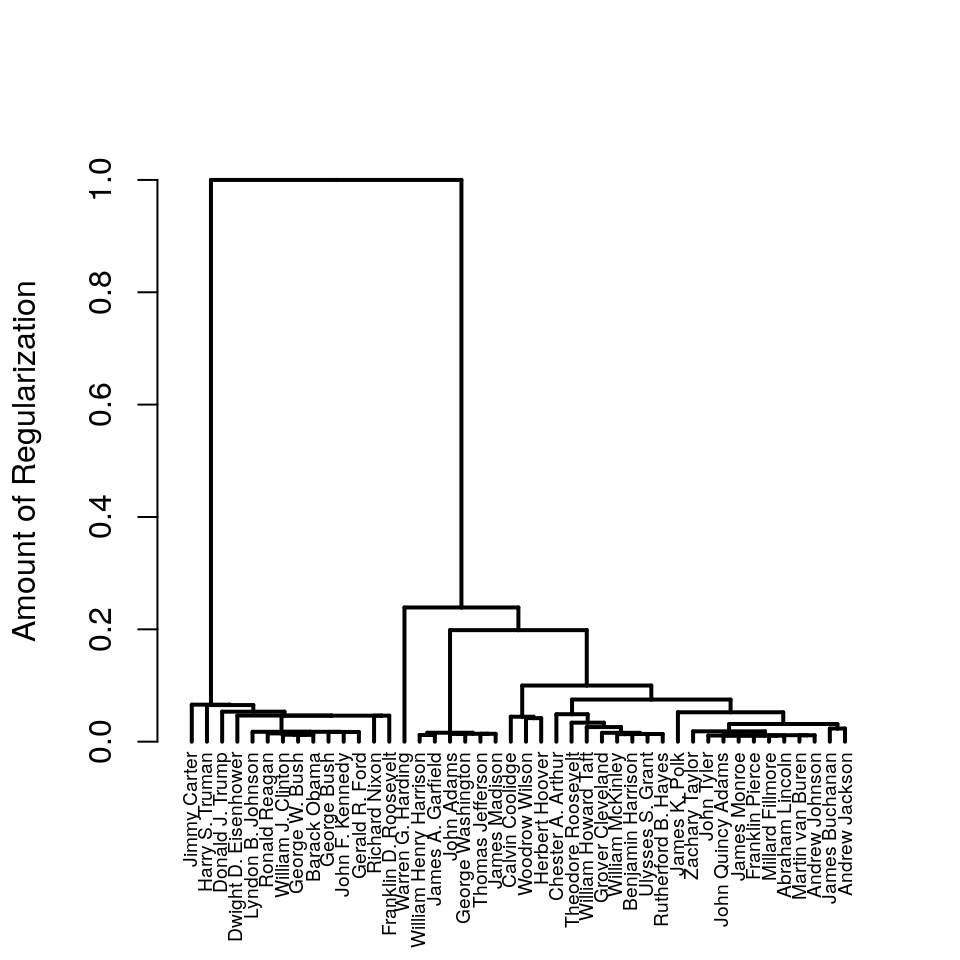 Amount of Regularization
1.0
0.8
0.6
0.4
0.2
0.0
Jimmy Carter
Harry S. Truman
Donald J. Trump
Dwight D. Eisenhower
Lyndon B. Johnson
Ronald Reagan
William J. Clinton
George W. Bush
Barack Obama
George Bush
John F. Kennedy
Gerald R. Ford
Richard Nixon
Franklin D. Roosevelt
Warren G. Harding
William Henry Harrison
James A. Garfield
John Adams
George Washington
Thomas Jefferson
James Madison
Calvin Coolidge
Woodrow Wilson
Herbert Hoover
Chester A. Arthur
Theodore Roosevelt
William Howard Taft
Grover Cleveland
William McKinley
Benjamin Harrison
Ulysses S. Grant
Rutherford B. Hayes
James K. Polk
Zachary Taylor
John Tyler
John Quincy Adams
James Monroe
Franklin Pierce
Millard Fillmore
Abraham Lincoln
Martin van Buren
Andrew Johnson
James Buchanan
Andrew Jackson